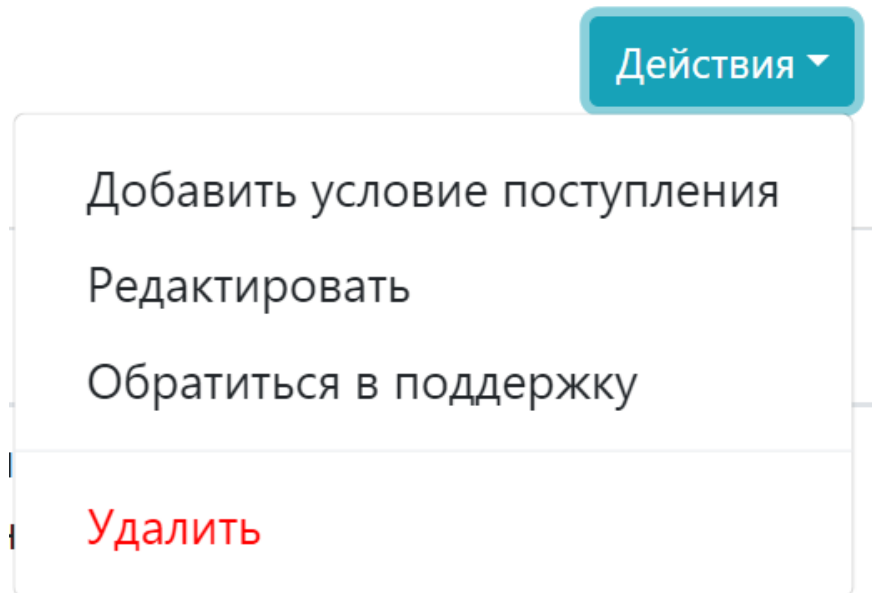 Действия
Добавить условие поступления
Редактировать
Обратиться в поддержку
Удалить